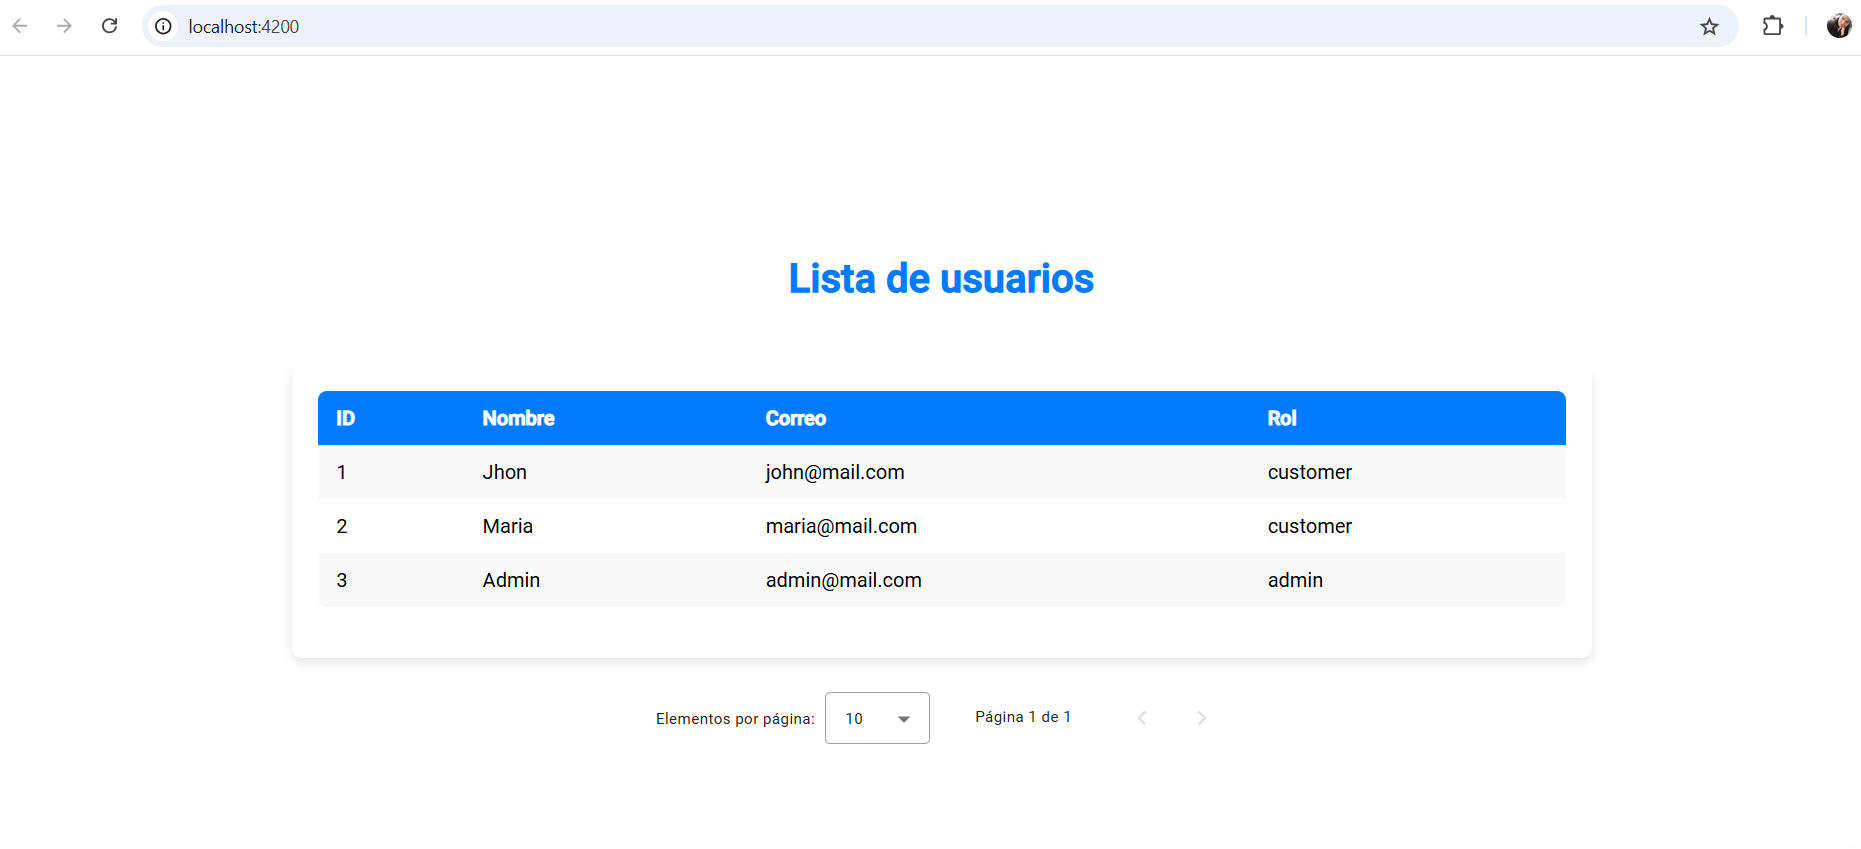 localhost:4200
Lista de usuarios
ID Nombre Correo Rol
1 Jhon john@mail.com customer
2 Maria maria@mail.com customer
3 Admin admin@mail.com admin
Elementos por página: 10 Página 1 de 1